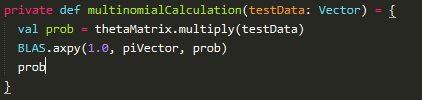 private def multinomialCalculation(testData: Vector) = {
  val prob = thetaMatrix.multiply(testData)
  BLAS.axpy(1.0, piVector, prob)
  prob
}